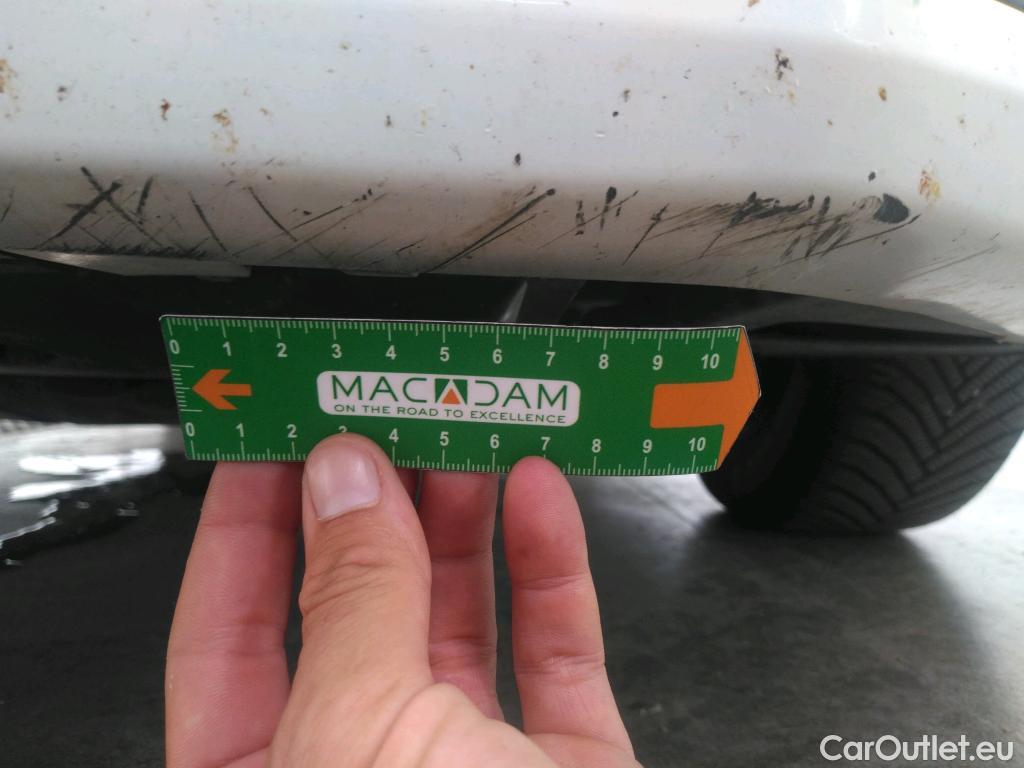 0 1 2 3 4 5 6 7 8 9 10
MACADAM
ON THE ROAD TO EXCELLENCE
0 1 2 3 4 5 6 7 8 9 10
CarOutlet.eu